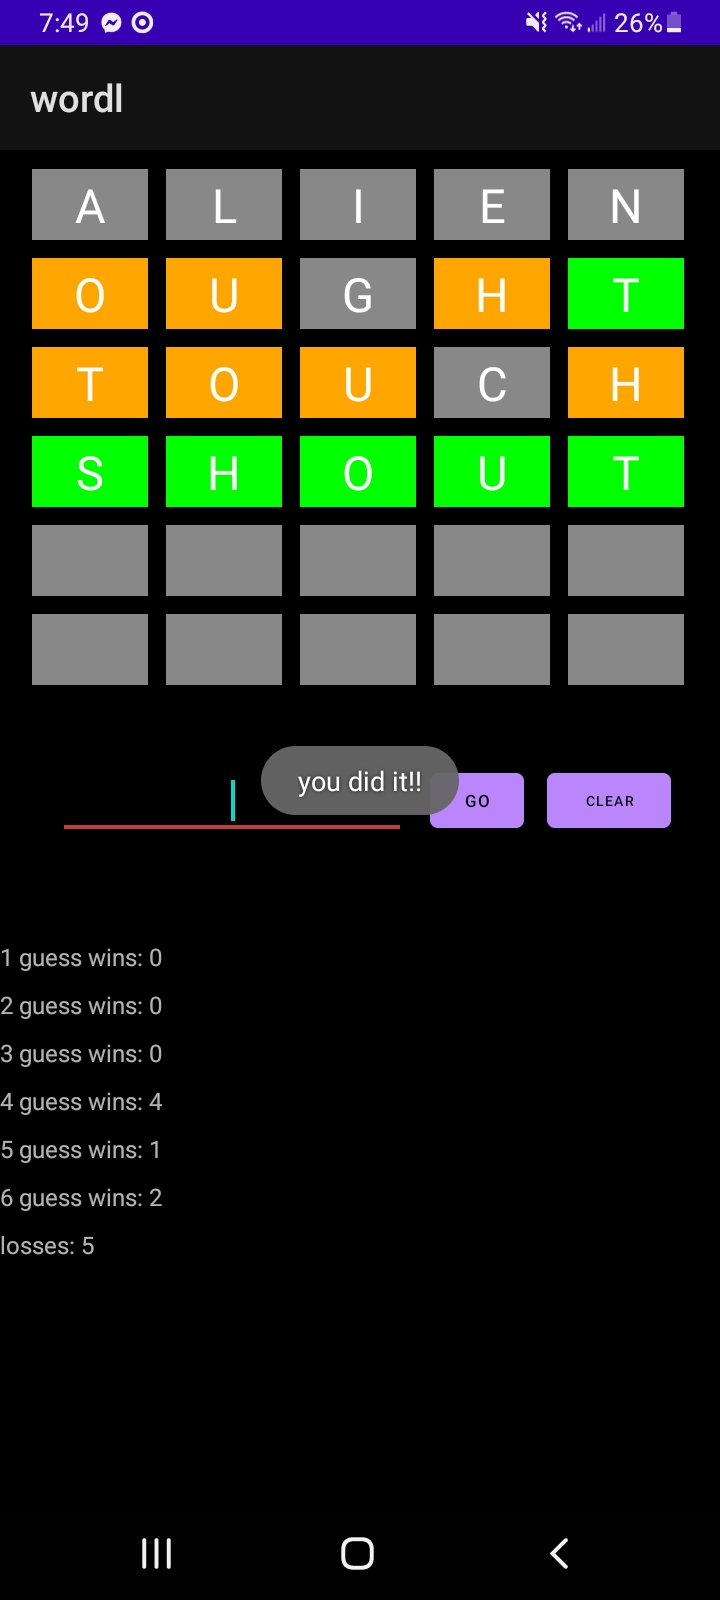 7:49 26%
wordl
A L I E N
O U G H T
T O U C H
S H O U T
you did it!!
GO CLEAR
1 guess wins: 0
2 guess wins: 0
3 guess wins: 0
4 guess wins: 4
5 guess wins: 1
6 guess wins: 2
losses: 5